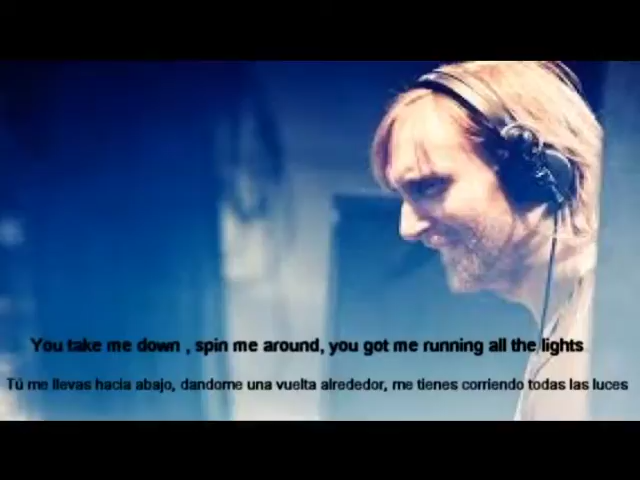 You take me down , spin me around, you got me running all the lights
Tú me llevas hacia abajo, dandome una vuelta alrededor, me tienes corriendo todas las luces